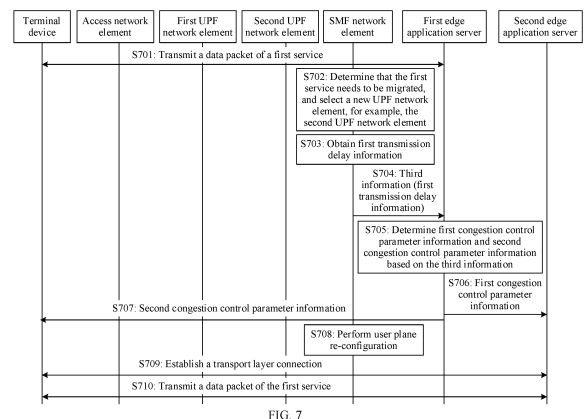 Terminal
device
Access network
element
First UPF
network element
Second UPF
network element
SMF network
element
First edge
application server
Second edge
application server
S701: Transmit a data packet of a first service
S702: Determine that the first
service needs to be migrated,
and select a new UPF network
element, for example, the
second UPF network element
S703: Obtain first transmission
delay information
S704: Third
information (first
transmission delay
information)
S705: Determine first congestion control
parameter information and second
congestion control parameter information
based on the third information
S706: First congestion
control parameter
information
S707: Second congestion control parameter information
S708: Perform user plane
re-configuration
S709: Establish a transport layer connection
S710: Transmit a data packet of the first service
FIG. 7